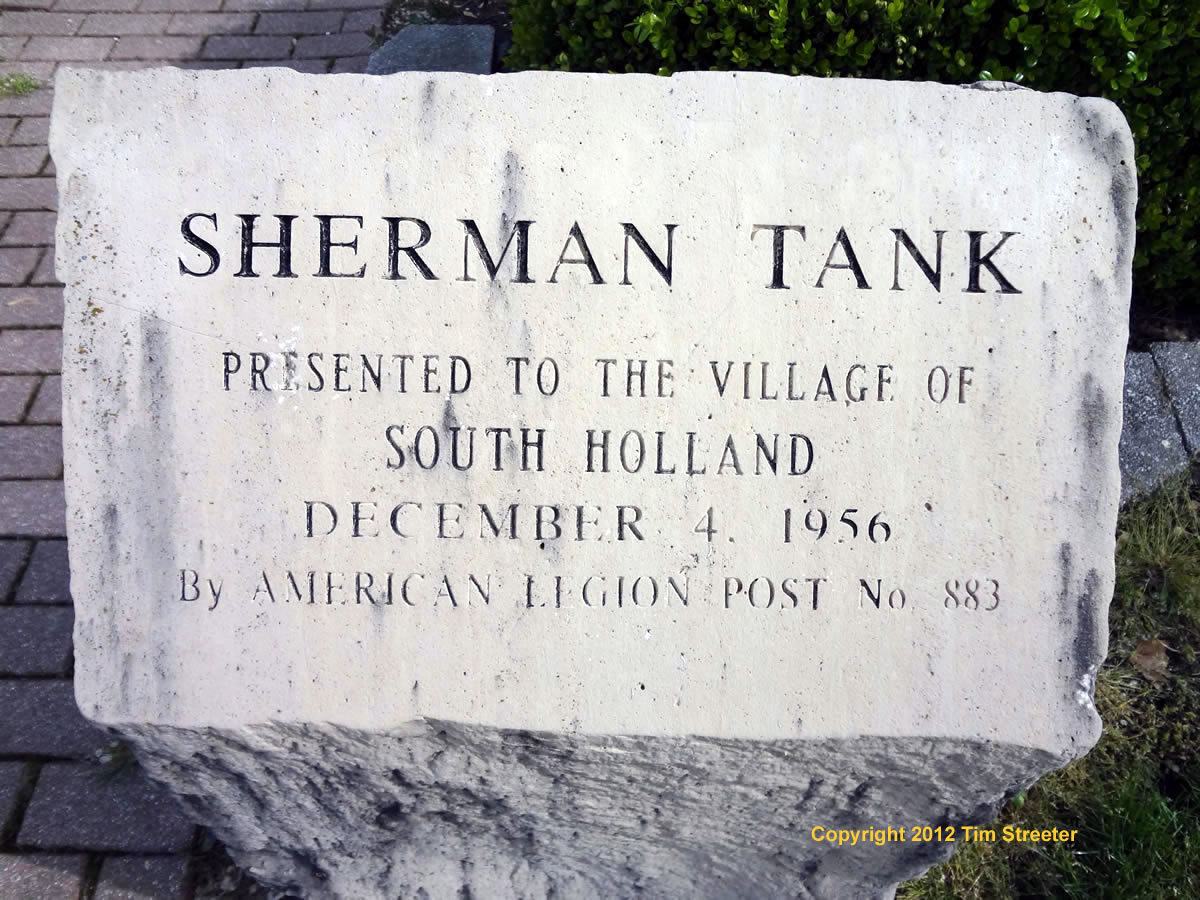 SHERMAN TANK
PRESENTED TO THE VILLAGE OF
SOUTH HOLLAND
DECEMBER 4. 1956
By AMERICAN LEGION POST No. 883
Copyright 2012 Tim Streeter